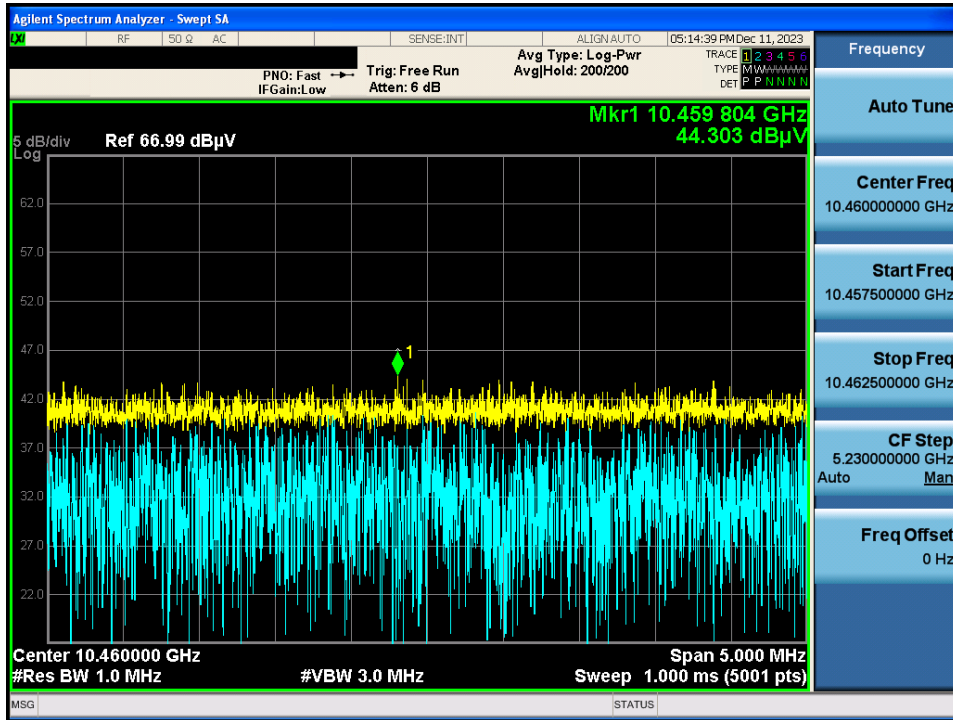 Agilent Spectrum Analyzer - Swept SA
LXI RF 50 Ω AC SENSE:INT ALIGN AUTO 05:14:39 PM Dec 11, 2023
Frequency
PNO: Fast Trig: Free Run Avg Type: Log-Pwr TRACE 1 2 3 4 5 6
IFGain:Low Atten: 6 dB Avg|Hold: 200/200 TYPE M W W W W W
DET P P N N N N
Auto Tune
Mkr1 10.459 804 GHz
5 dB/div Ref 66.99 dBµV 44.303 dBµV
Log
62.0
57.0
52.0
47.0
42.0
37.0
32.0
27.0
22.0
1
Center 10.460000 GHz Span 5.000 MHz
#Res BW 1.0 MHz #VBW 3.0 MHz Sweep 1.000 ms (5001 pts)
Center Freq
10.460000000 GHz
Start Freq
10.457500000 GHz
Stop Freq
10.462500000 GHz
CF Step
5.230000000 GHz
Auto Man
Freq Offset
0 Hz
MSG STATUS